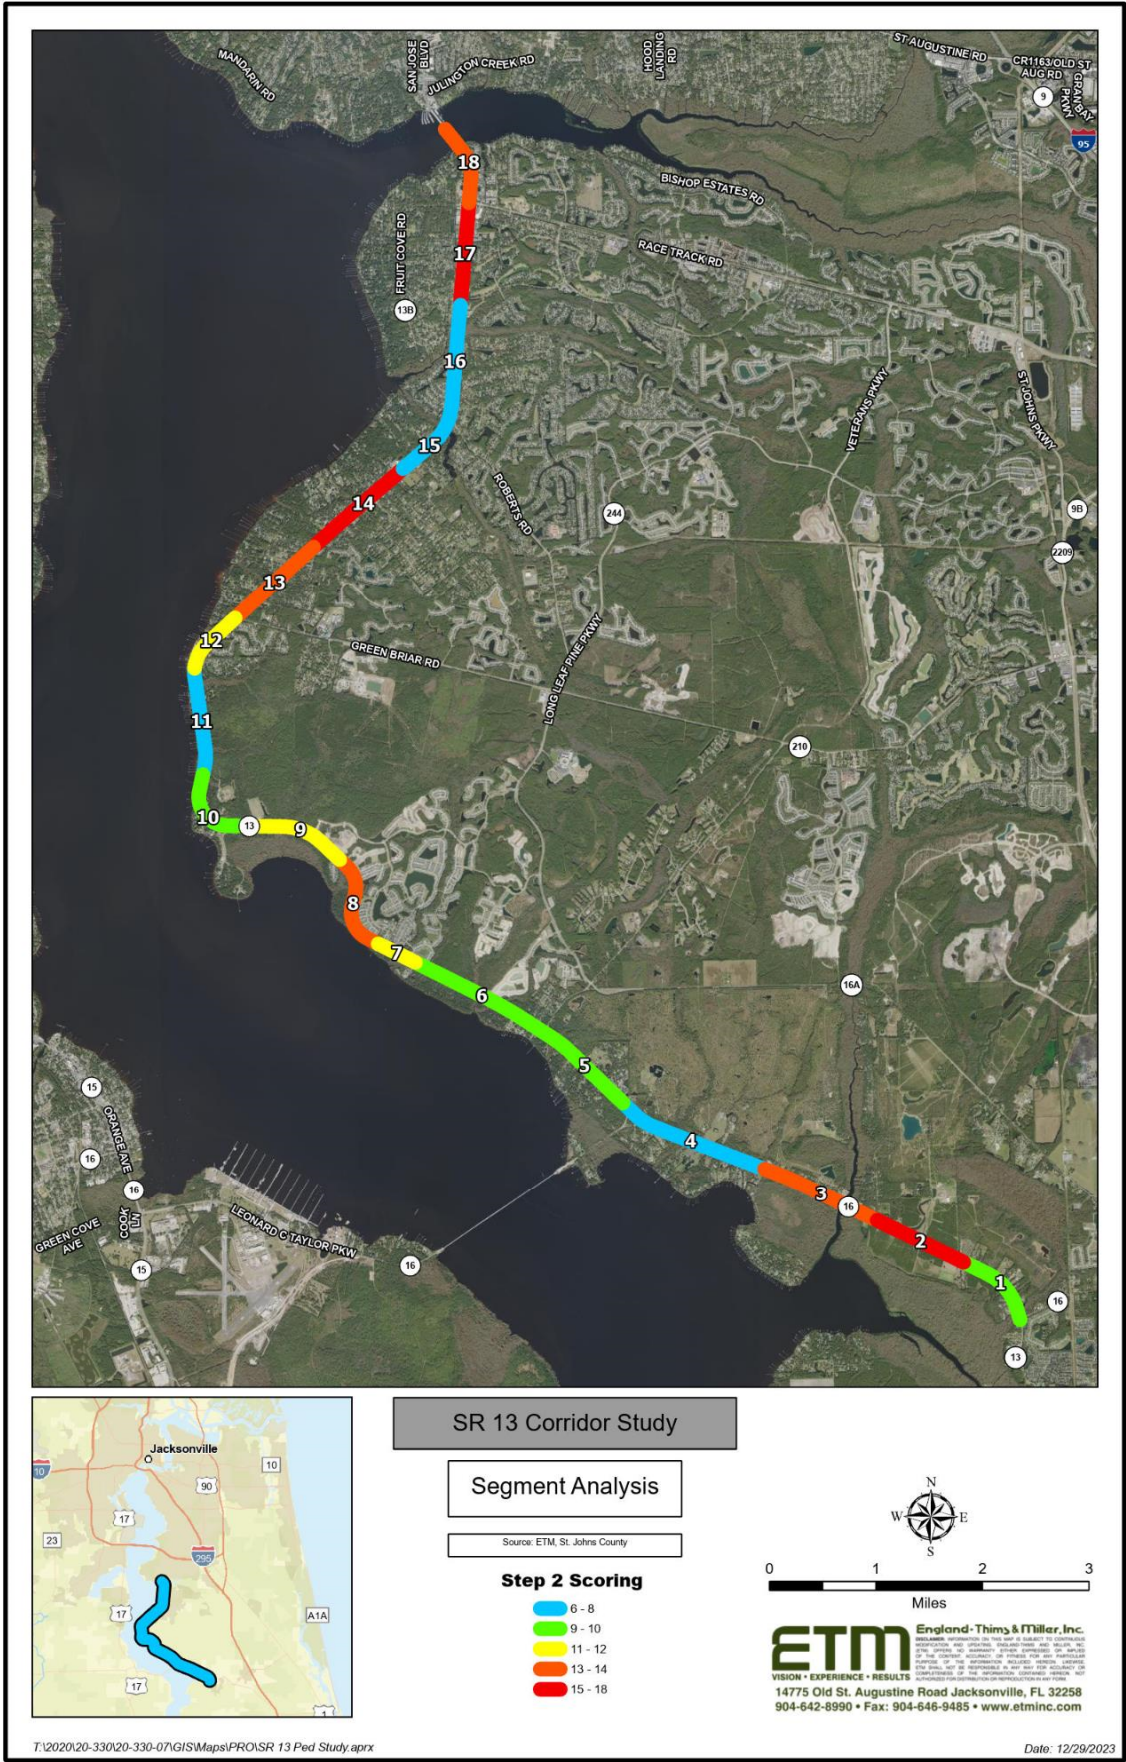 MANDARIN RD
SAN JOSE
BLVD
JULINGTON CREEK RD
HOOD
LANDING
RD
ST AUGUSTINE RD
CR1163/OLD ST
AUG RD
GRAN BAY
PKWY
9
95
18
BISHOP ESTATES RD
FRUIT COVE RD
17
RACE TRACK RD
13B
16
VETERANS PKWY
ST JOHNS PKWY
15
ROBERTS RD
14
244
9B
2209
13
12
GREEN BRIAR RD
LONG LEAF PINE PKWY
11
210
10
13
9
8
7
6
16A
5
15
ORANGE AVE
16
4
16
COOK
LN
GREEN COVE
AVE
LEONARD C TAYLOR PKW
3
16
2
15
16
1
16
13
Jacksonville
10
10
90
17
23
295
17
A1A
17
1
SR 13 Corridor Study
Segment Analysis
Source: ETM, St. Johns County
Step 2 Scoring
6 - 8
9 - 10
11 - 12
13 - 14
15 - 18
N
W E
S
0 1 2 3
Miles
ETM
VISION • EXPERIENCE • RESULTS
England-Thims & Miller, Inc.
14775 Old St. Augustine Road Jacksonville, FL 32258
904-642-8990 • Fax: 904-646-9485 • www.etminc.com
T:\2020\20-330\20-330-07\GIS\Maps\PRO\SR 13 Ped Study.aprx
Date: 12/29/2023